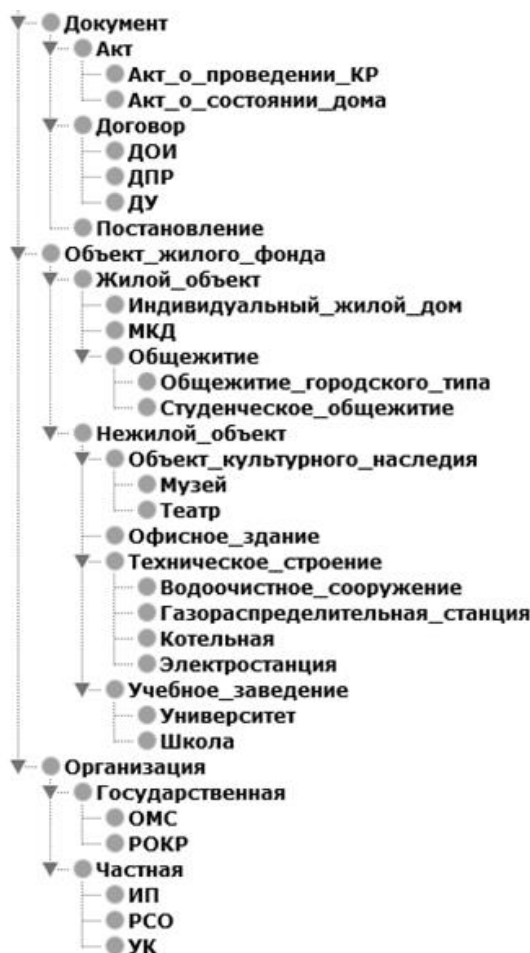 Документ
Акт
Акт_о_проведении_КР
Акт_о_состоянии_дома
Договор
ДОИ
ДПР
ДУ
Постановление
Объект_жилого_фонда
Жилой_объект
Индивидуальный_жилой_дом
МКД
Общежитие
Общежитие_городского_типа
Студенческое_общежитие
Нежилой_объект
Объект_культурного_наследия
Музей
Театр
Офисное_здание
Техническое_строение
Водоочистное_сооружение
Газораспределительная_станция
Котельная
Электростанция
Учебное_заведение
Университет
Школа
Организация
Государственная
ОМС
РОКР
Частная
ИП
РСО
УК